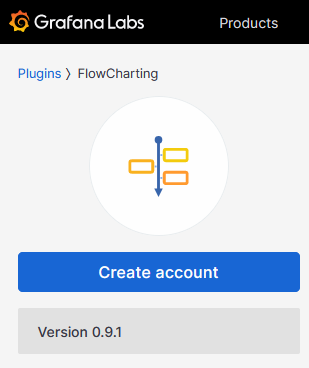 Grafana Labs Products
Plugins › FlowCharting
Create account
Version 0.9.1